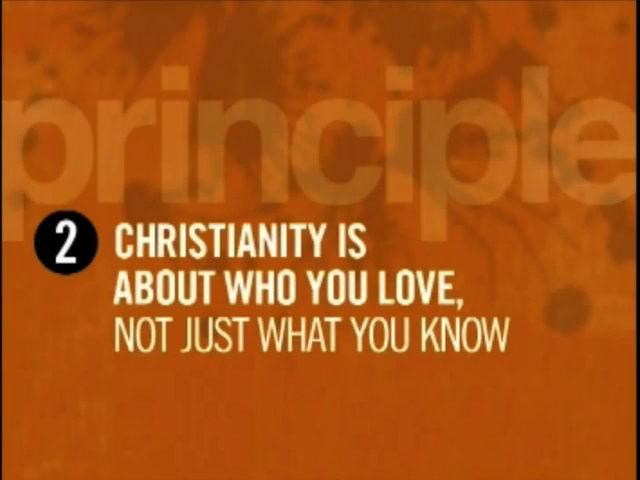 principle
2
CHRISTIANITY IS
ABOUT WHO YOU LOVE,
NOT JUST WHAT YOU KNOW